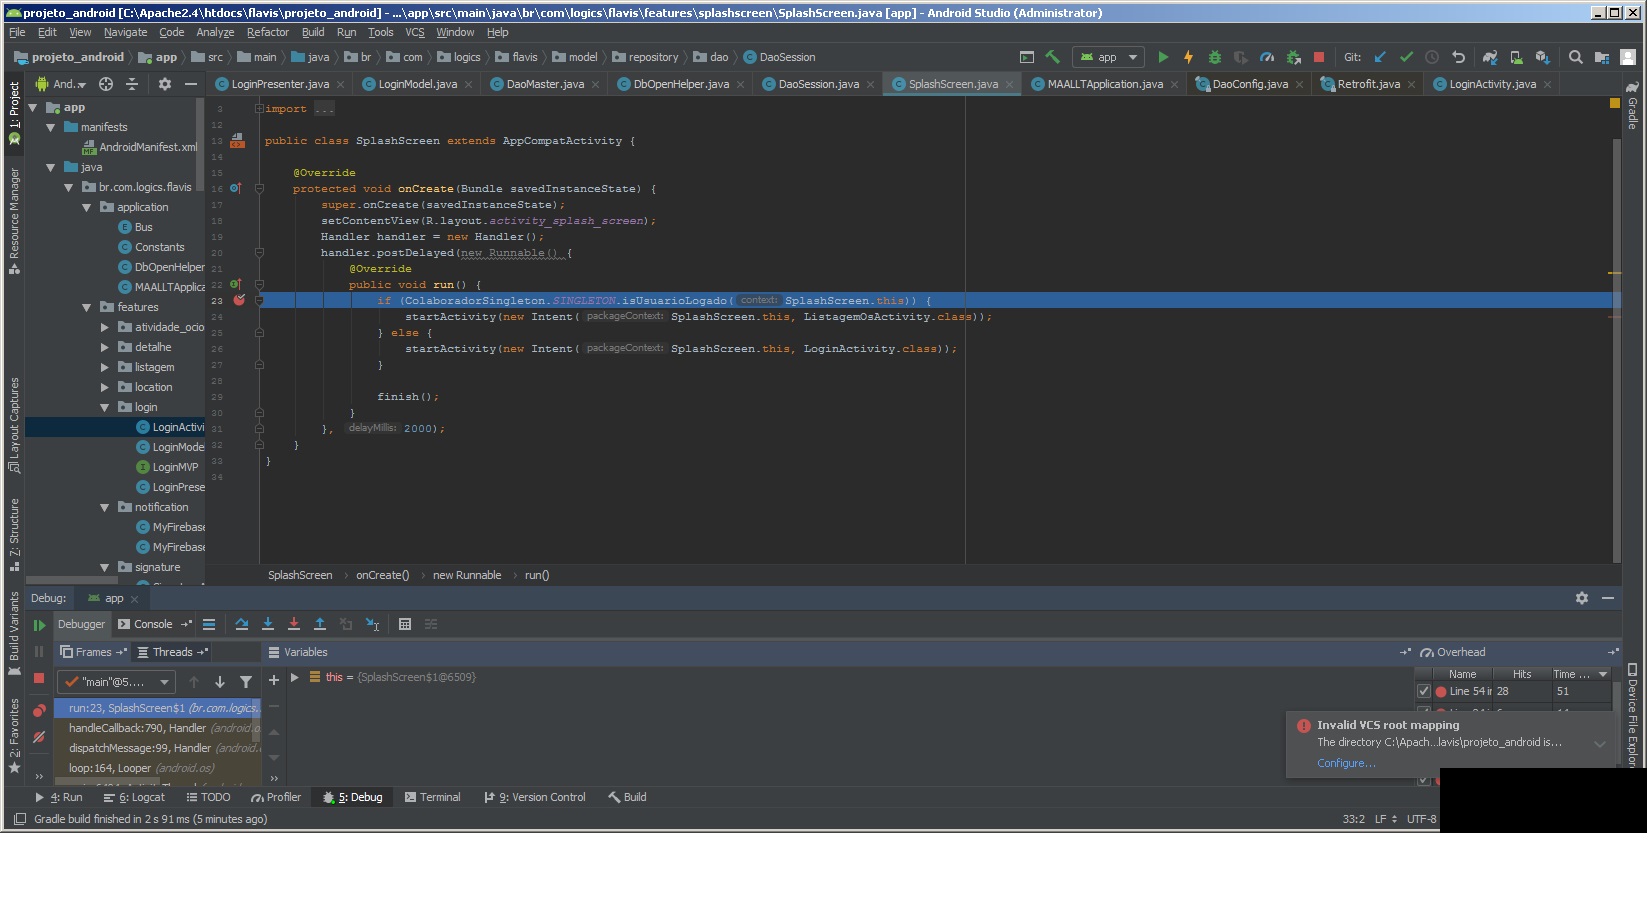 projeto_android [C:\Apache2.4\htdocs\flavis\projeto_android] - ...\app\src\main\java\br\com\logics\flavis\features\splashscreen\SplashScreen.java [app] - Android Studio (Administrator)
File Edit View Navigate Code Analyze Refactor Build Run Tools VCS Window Help
projeto_android app src main java br com logics flavis model repository dao DaoSession app Git:
And... LoginPresenter.java LoginModel.java DaoMaster.java DbOpenHelper.java DaoSession.java SplashScreen.java MAALLTApplication.java DaoConfig.java Retrofit.java LoginActivity.java
1: Project
Resource Manager
Layout Captures
7: Structure
Build Variants
2: Favorites
app
manifests
AndroidManifest.xml
java
br.com.logics.flavis
application
Bus
Constants
DbOpenHelper
MAALLTApplica
features
atividade_ocio
detalhe
listagem
location
login
LoginActivi
LoginMode
LoginMVP
LoginPrese
notification
MyFirebase
MyFirebase
signature
3 import ...
12
13 public class SplashScreen extends AppCompatActivity {
14
15 @Override
16 protected void onCreate(Bundle savedInstanceState) {
17 super.onCreate(savedInstanceState);
18 setContentView(R.layout.activity_splash_screen);
19 Handler handler = new Handler();
20 handler.postDelayed(new Runnable() {
21 @Override
22 public void run() {
23 if (ColaboradorSingleton.SINGLETON.isUsuarioLogado( context: SplashScreen.this)) {
24 startActivity(new Intent( packageContext: SplashScreen.this, ListagemOsActivity.class));
25 } else {
26 startActivity(new Intent( packageContext: SplashScreen.this, LoginActivity.class));
27 }
28
29 finish();
30 }
31 }, delayMillis: 2000);
32 }
33 }
34
Gradle
Device File Explor
SplashScreen onCreate() new Runnable run()
Debug: app
Debugger Console
Frames Threads Variables Overhead
"main"@5.... this = {SplashScreen$1@6509}
Name Hits Time ...
Line 54 ir 28 51
run:23, SplashScreen$1 (br.com.logics.
handleCallback:790, Handler (android.o
dispatchMessage:99, Handler (android.
loop:164, Looper (android.os)
Invalid VCS root mapping
The directory C:\Apach...lavis\projeto_android is...
Configure...
4: Run 6: Logcat TODO Profiler 5: Debug Terminal 9: Version Control Build
Gradle build finished in 2 s 91 ms (5 minutes ago) 33:2 LF UTF-8